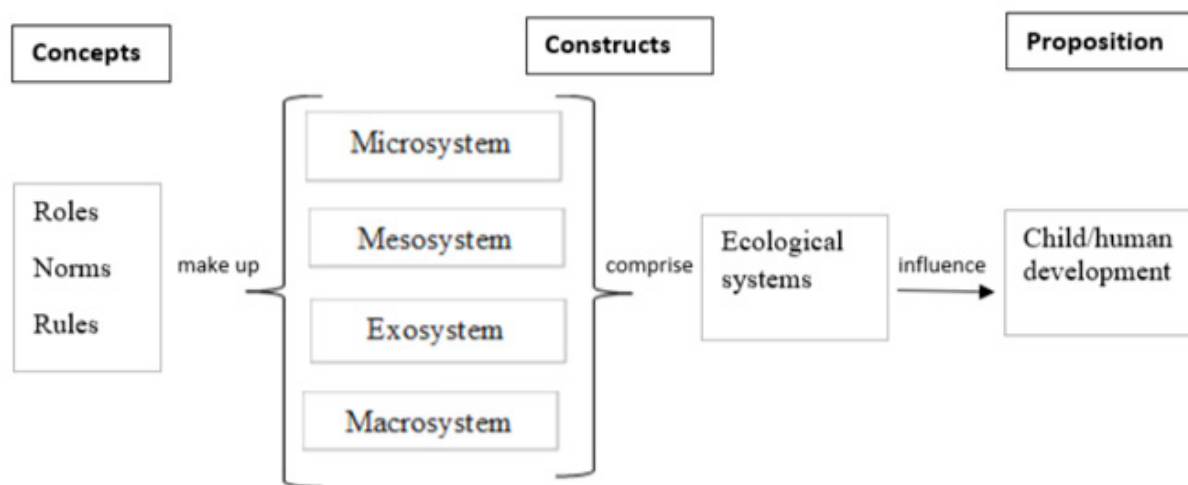 Concepts
Constructs
Proposition
Roles
Norms
Rules
make up
Microsystem
Mesosystem
Exosystem
Macrosystem
comprise
Ecological
systems
influence
Child/human
development